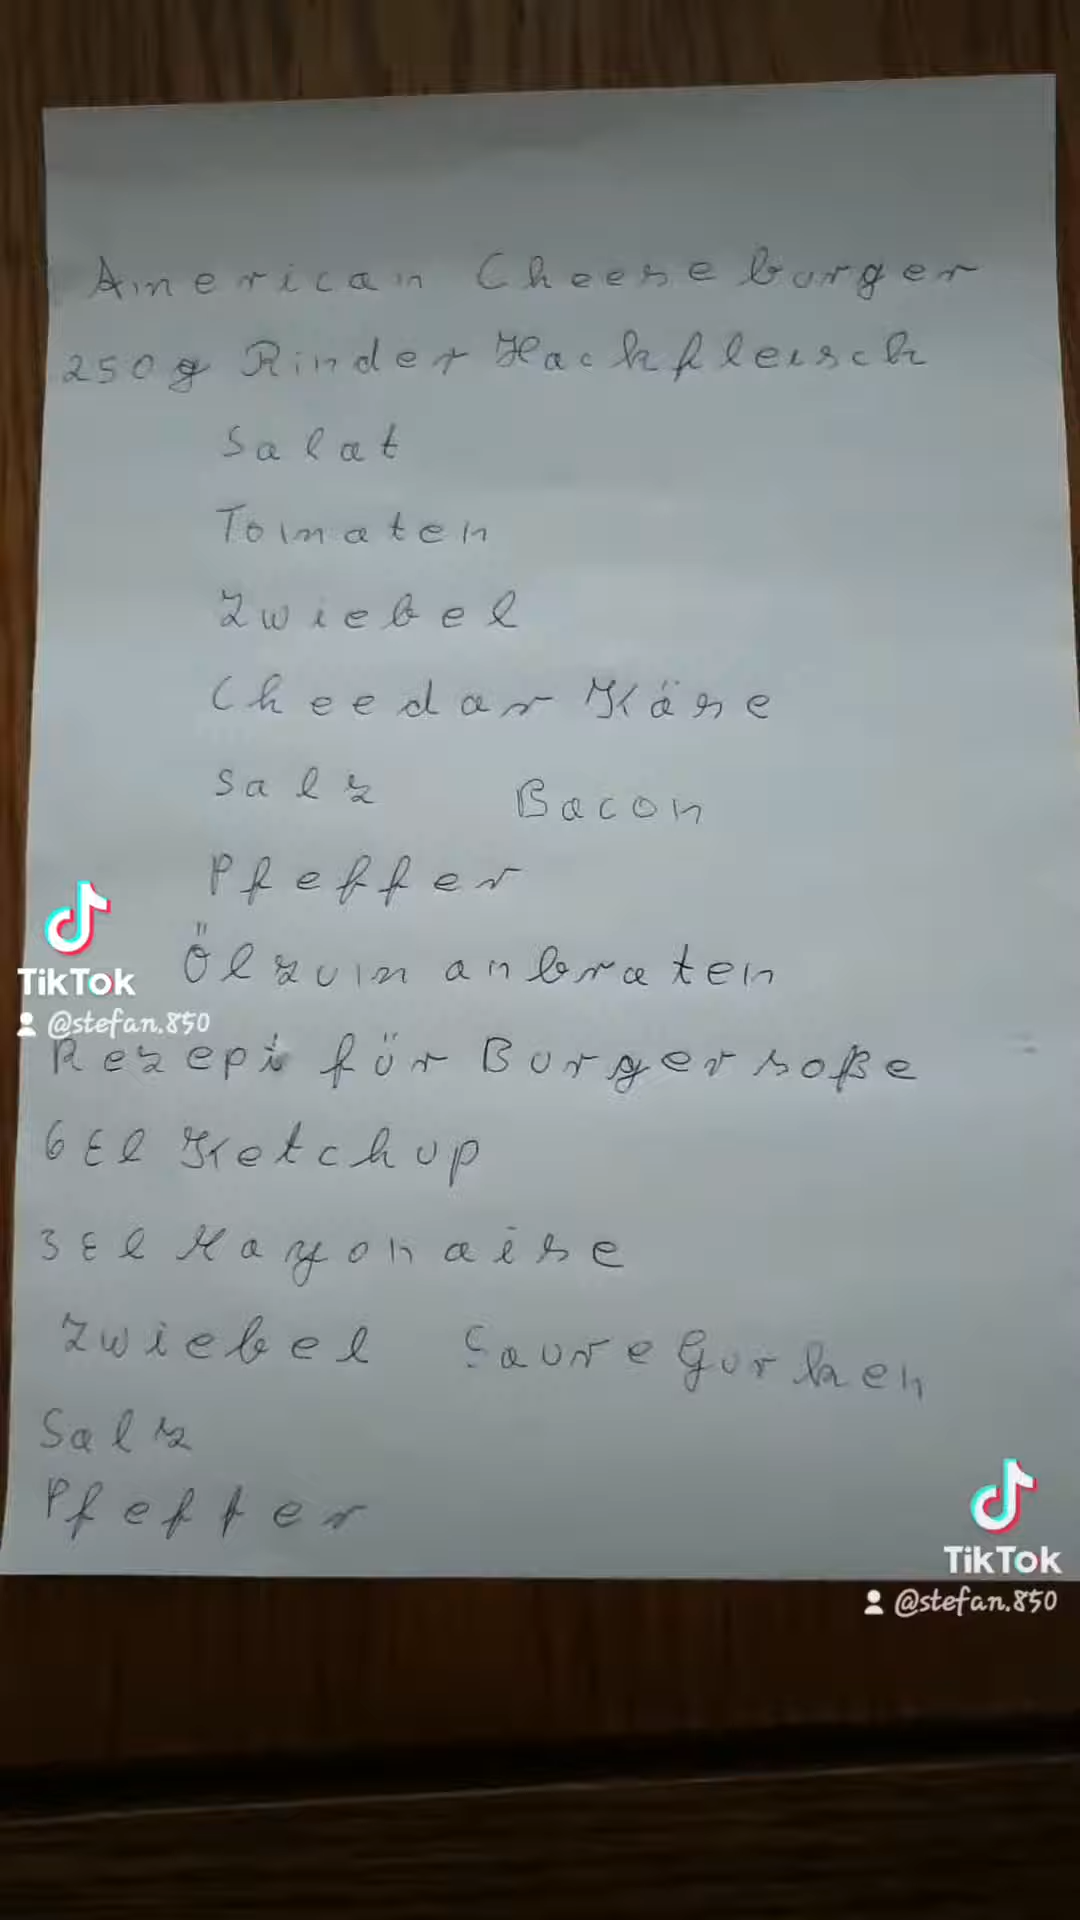 American Cheeseburger
250g Rinder Hackfleisch
Salat
Tomaten
Zwiebel
Cheedar Käse
Salz Bacon
Pfeffer
Öl zum anbraten
TikTok
@stefan.850
Rezept für Burgersoße
6 El Ketchup
3 El Mayonaise
Zwiebel Saure Gurken
Salz
Pfeffer
TikTok
@stefan.850